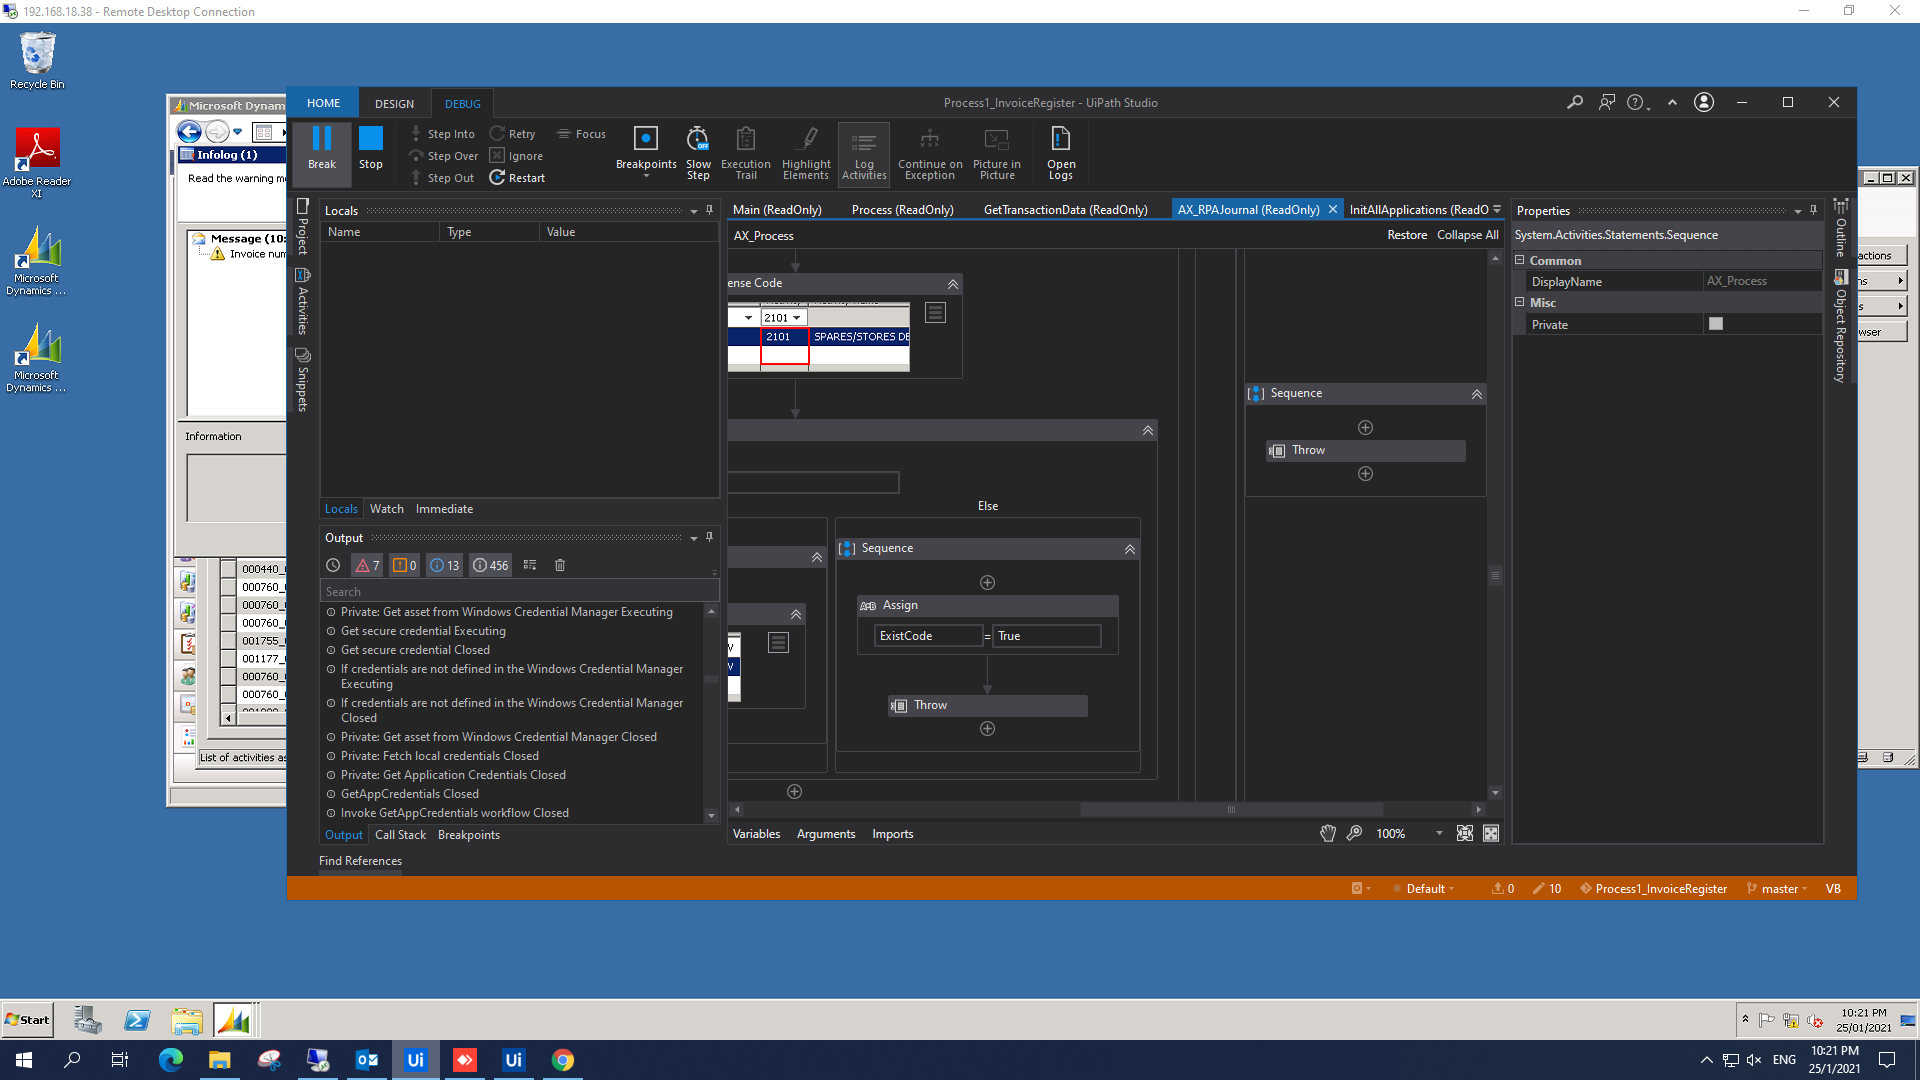 192.168.18.38 - Remote Desktop Connection
Recycle Bin
Adobe Reader
XI
Microsoft
Dynamics ...
Microsoft
Dynamics ...
Microsoft Dynam
Infolog (1)
Read the warning m
Message (10:
Invoice num
Information
000440_
000760_
000760_
000760_
001755_
001177_
000760_
000760_
List of activities as
HOME
DESIGN
DEBUG
Process1_InvoiceRegister - UiPath Studio
Break
Stop
Step Into
Step Over
Step Out
Retry
Ignore
Restart
Focus
Breakpoints
Slow
Step
Execution
Trail
Highlight
Elements
Log
Activities
Continue on
Exception
Picture in
Picture
Open
Logs
Project
Activities
Snippets
Locals
Name
Type
Value
Locals
Watch
Immediate
Output
7
0
13
456
Search
Private: Get asset from Windows Credential Manager Executing
Get secure credential Executing
Get secure credential Closed
If credentials are not defined in the Windows Credential Manager
Executing
If credentials are not defined in the Windows Credential Manager
Closed
Private: Get asset from Windows Credential Manager Closed
Private: Fetch local credentials Closed
Private: Get Application Credentials Closed
GetAppCredentials Closed
Invoke GetAppCredentials workflow Closed
Output
Call Stack
Breakpoints
Find References
Main (ReadOnly)
Process (ReadOnly)
GetTransactionData (ReadOnly)
AX_RPAJournal (ReadOnly)
InitAllApplications (ReadO
AX_Process
Restore
Collapse All
ense Code
2101
2101
SPARES/STORES DE
Else
Sequence
Assign
ExistCode
=
True
Throw
Sequence
Throw
Variables
Arguments
Imports
100%
Properties
System.Activities.Statements.Sequence
Common
DisplayName
AX_Process
Misc
Private
Outline
Object Repository
actions
ns
s
wser
Default
0
10
Process1_InvoiceRegister
master
VB
Start
10:21 PM
25/01/2021
Ui
Ui
ENG
10:21 PM
25/1/2021